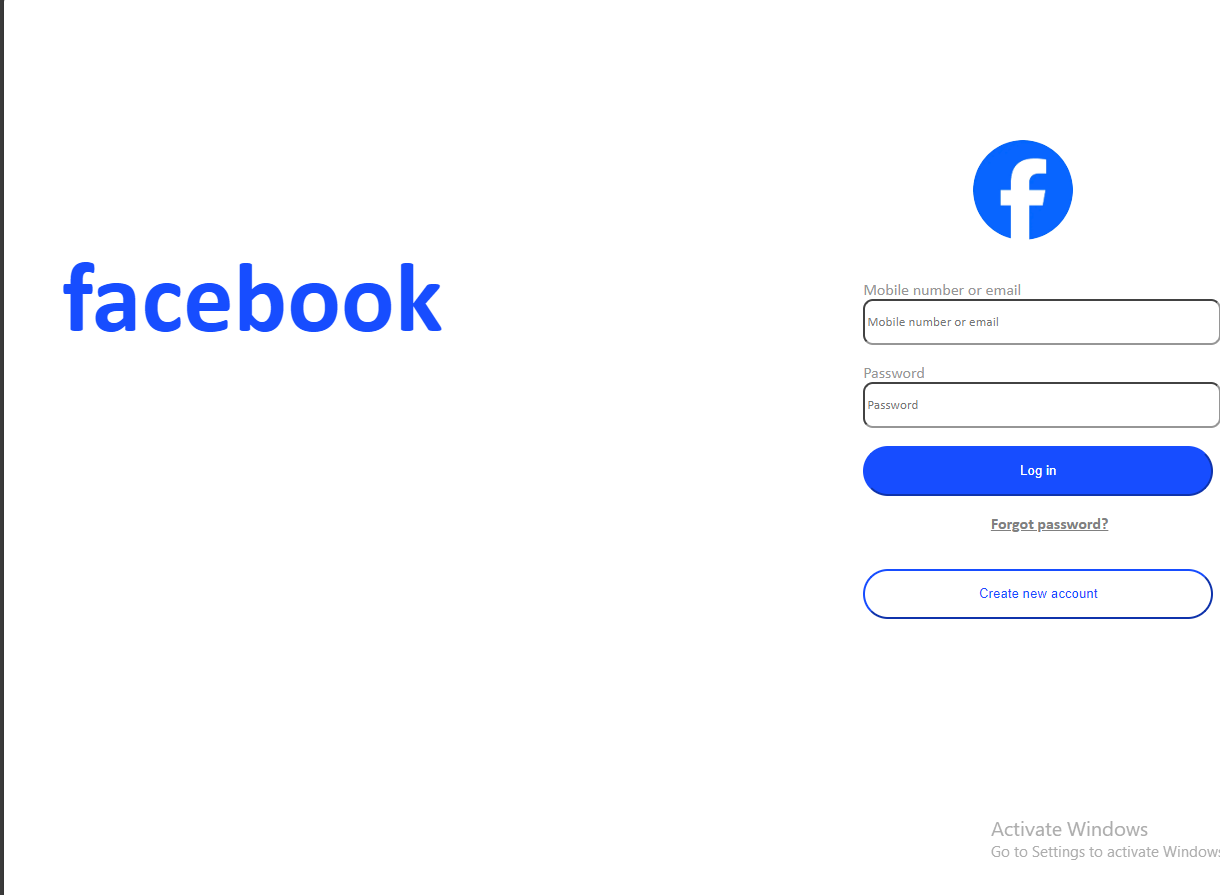 facebook
Mobile number or email
Mobile number or email
Password
Password
Log in
Forgot password?
Create new account
Activate Windows
Go to Settings to activate Windows